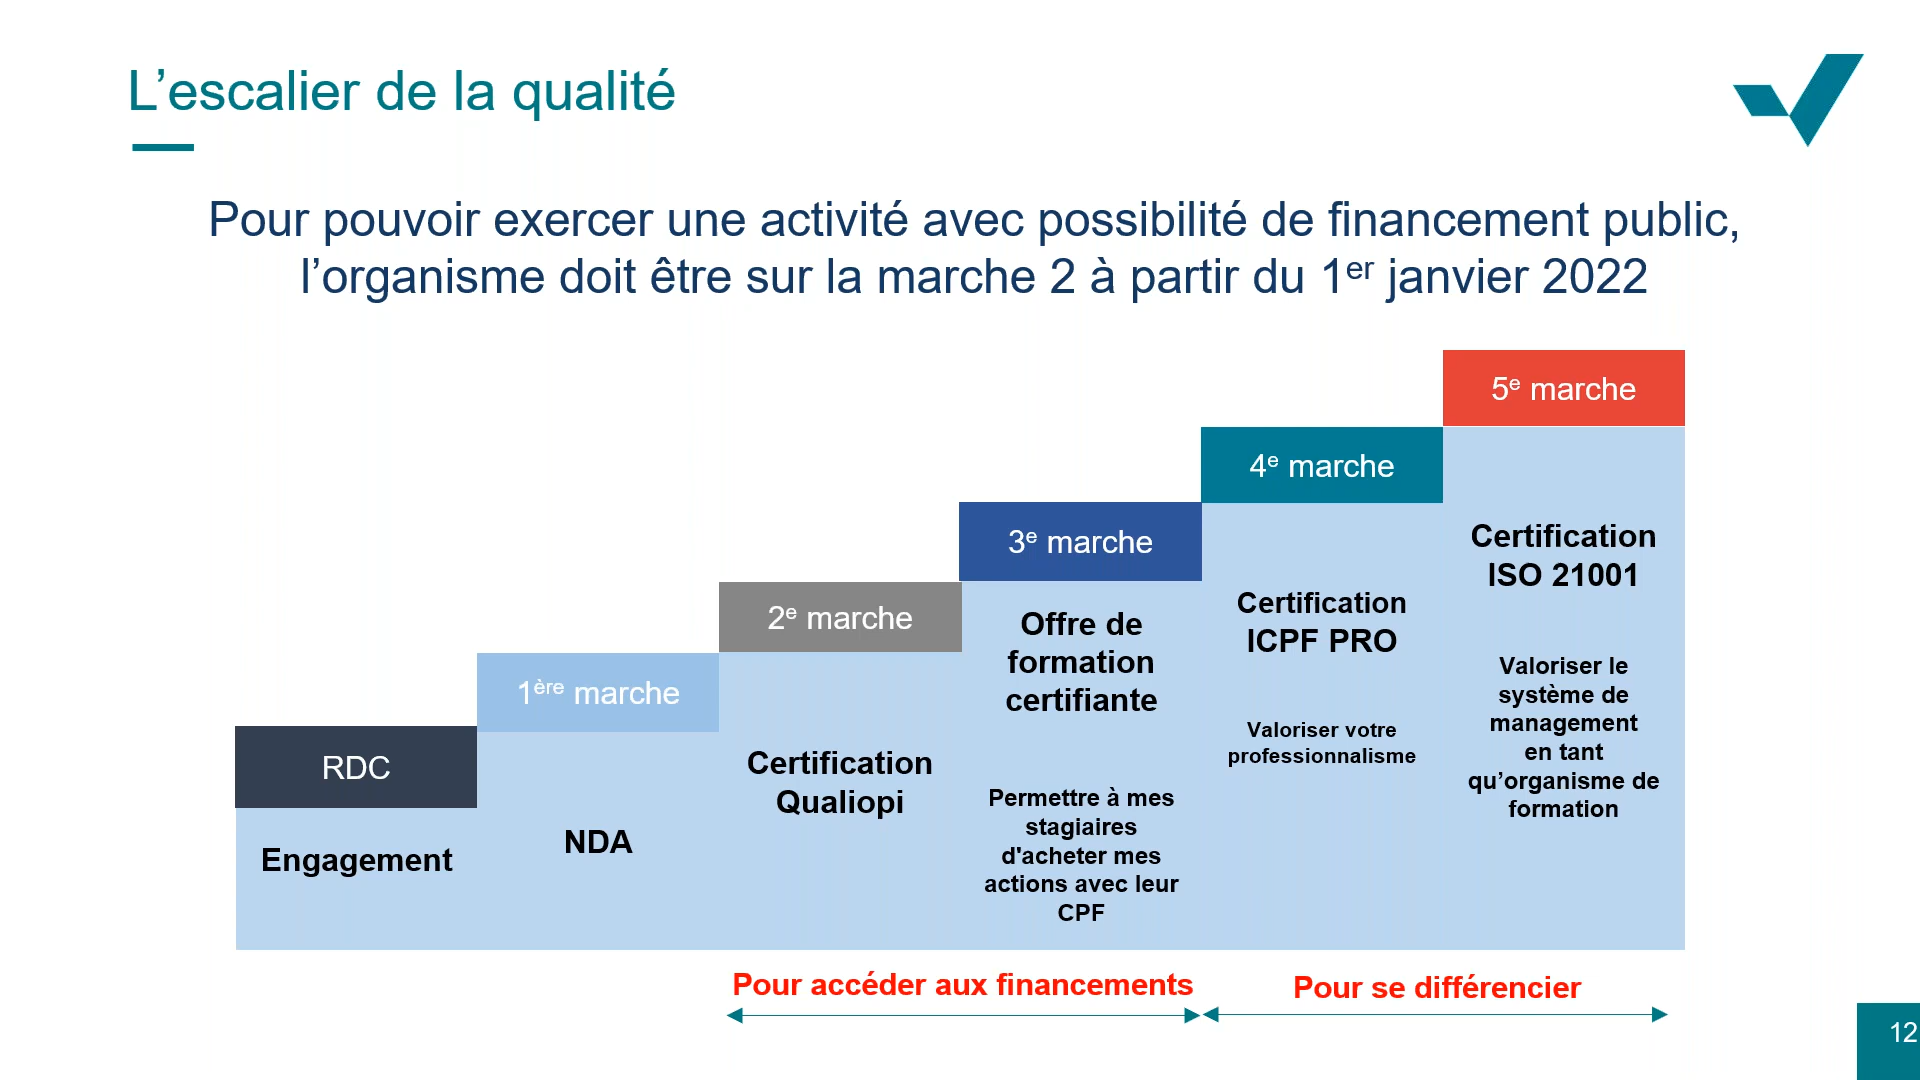 L’escalier de la qualité
Pour pouvoir exercer une activité avec possibilité de financement public,
l’organisme doit être sur la marche 2 à partir du 1er janvier 2022
RDC
Engagement
1ère marche
NDA
2e marche
Certification
Qualiopi
3e marche
Offre de
formation
certifiante
Permettre à mes
stagiaires
d'acheter mes
actions avec leur
CPF
4e marche
Certification
ICPF PRO
Valoriser votre
professionnalisme
5e marche
Certification
ISO 21001
Valoriser le
système de
management
en tant
qu’organisme de
formation
Pour accéder aux financements
Pour se différencier
12